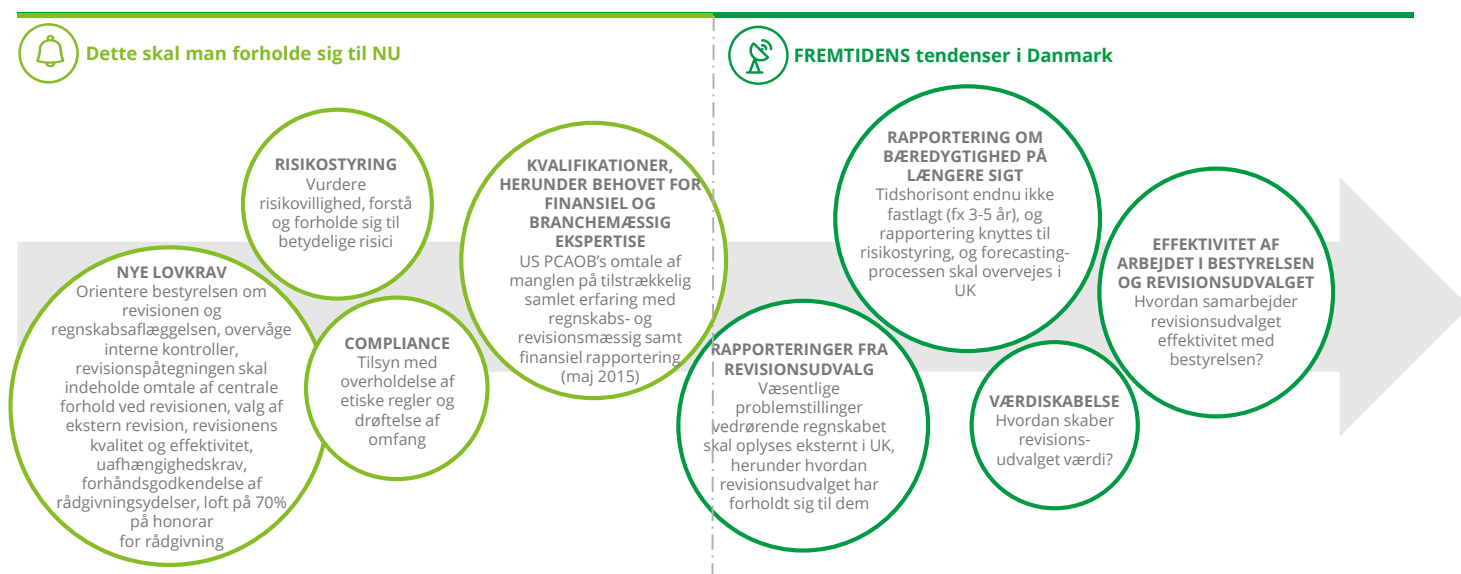 Dette skal man forholde sig til NU
NYE LOVKRAV
Orientere bestyrelsen om
revisionen og
regnskabsaflæggelsen, overvåge
interne kontroller,
revisionspåtegningen skal
indeholde omtale af centrale
forhold ved revisionen, valg af
ekstern revision, revisionens
kvalitet og effektivitet,
uafhængighedskrav,
forhåndsgodkendelse af
rådgivningsydelser, loft på 70%
på honorar
for rådgivning
RISIKOSTYRING
Vurdere
risikovillighed, forstå
og forholde sig til
betydelige risici
COMPLIANCE
Tilsyn med
overholdelse af
etiske regler og
drøftelse af
omfang
KVALIFIKATIONER,
HERUNDER BEHOVET FOR
FINANSIEL OG
BRANCHEMÆSSIG
EKSPERTISE
US PCAOB’s omtale af
manglen på tilstrækkelig
samlet erfaring med
regnskabs- og
revisionsmæssig samt
finansiel rapportering
(maj 2015)
FREMTIDENS tendenser i Danmark
RAPPORTERINGER FRA
REVISIONSUDVALG
Væsentlige
problemstillinger
vedrørende regnskabet
skal oplyses eksternt i UK,
herunder hvordan
revisionsudvalget har
forholdt sig til dem
RAPPORTERING OM
BÆREDYGTIGHED PÅ
LÆNGERE SIGT
Tidshorisont endnu ikke
fastlagt (fx 3-5 år), og
rapportering knyttes til
risikostyring, og forecasting-
processen skal overvejes i
UK
VÆRDISKABELSE
Hvordan skaber
revisions-
udvalget værdi?
EFFEKTIVITET AF
ARBEJDET I BESTYRELSEN
OG REVISIONSUDVALGET
Hvordan samarbejder
revisionsudvalget
effektivitet med
bestyrelsen?